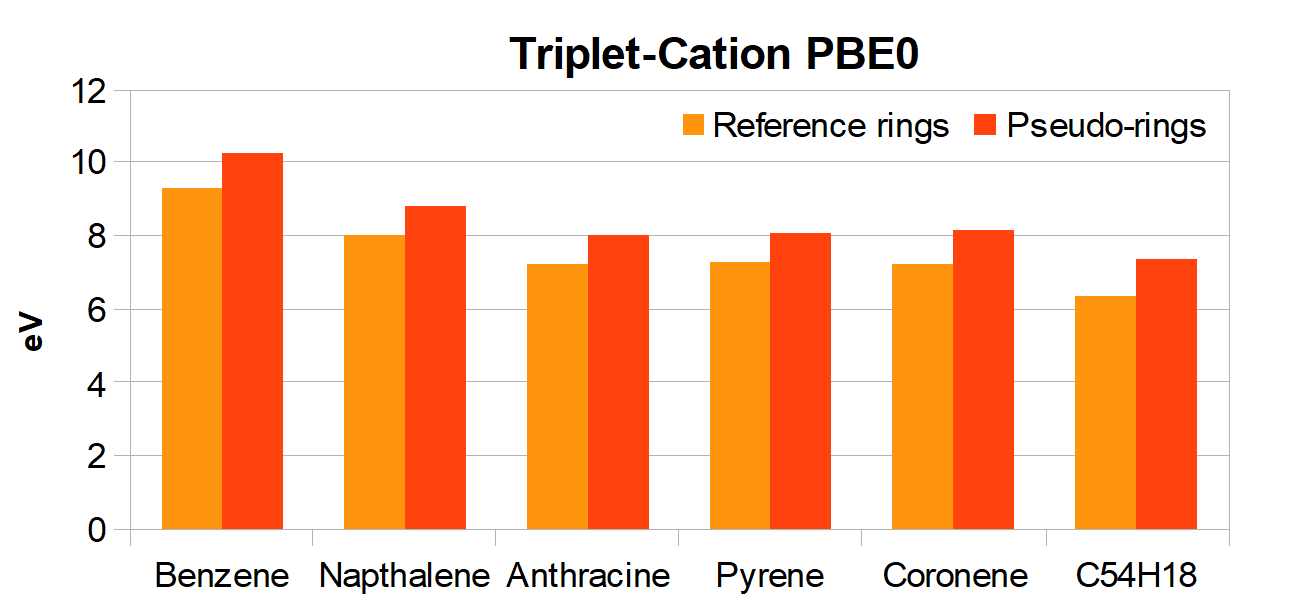 Triplet-Cation PBE0
12
Reference rings Pseudo-rings
10
8
6
eV
4
2
0
Benzene Napthalene Anthracine Pyrene Coronene C54H18